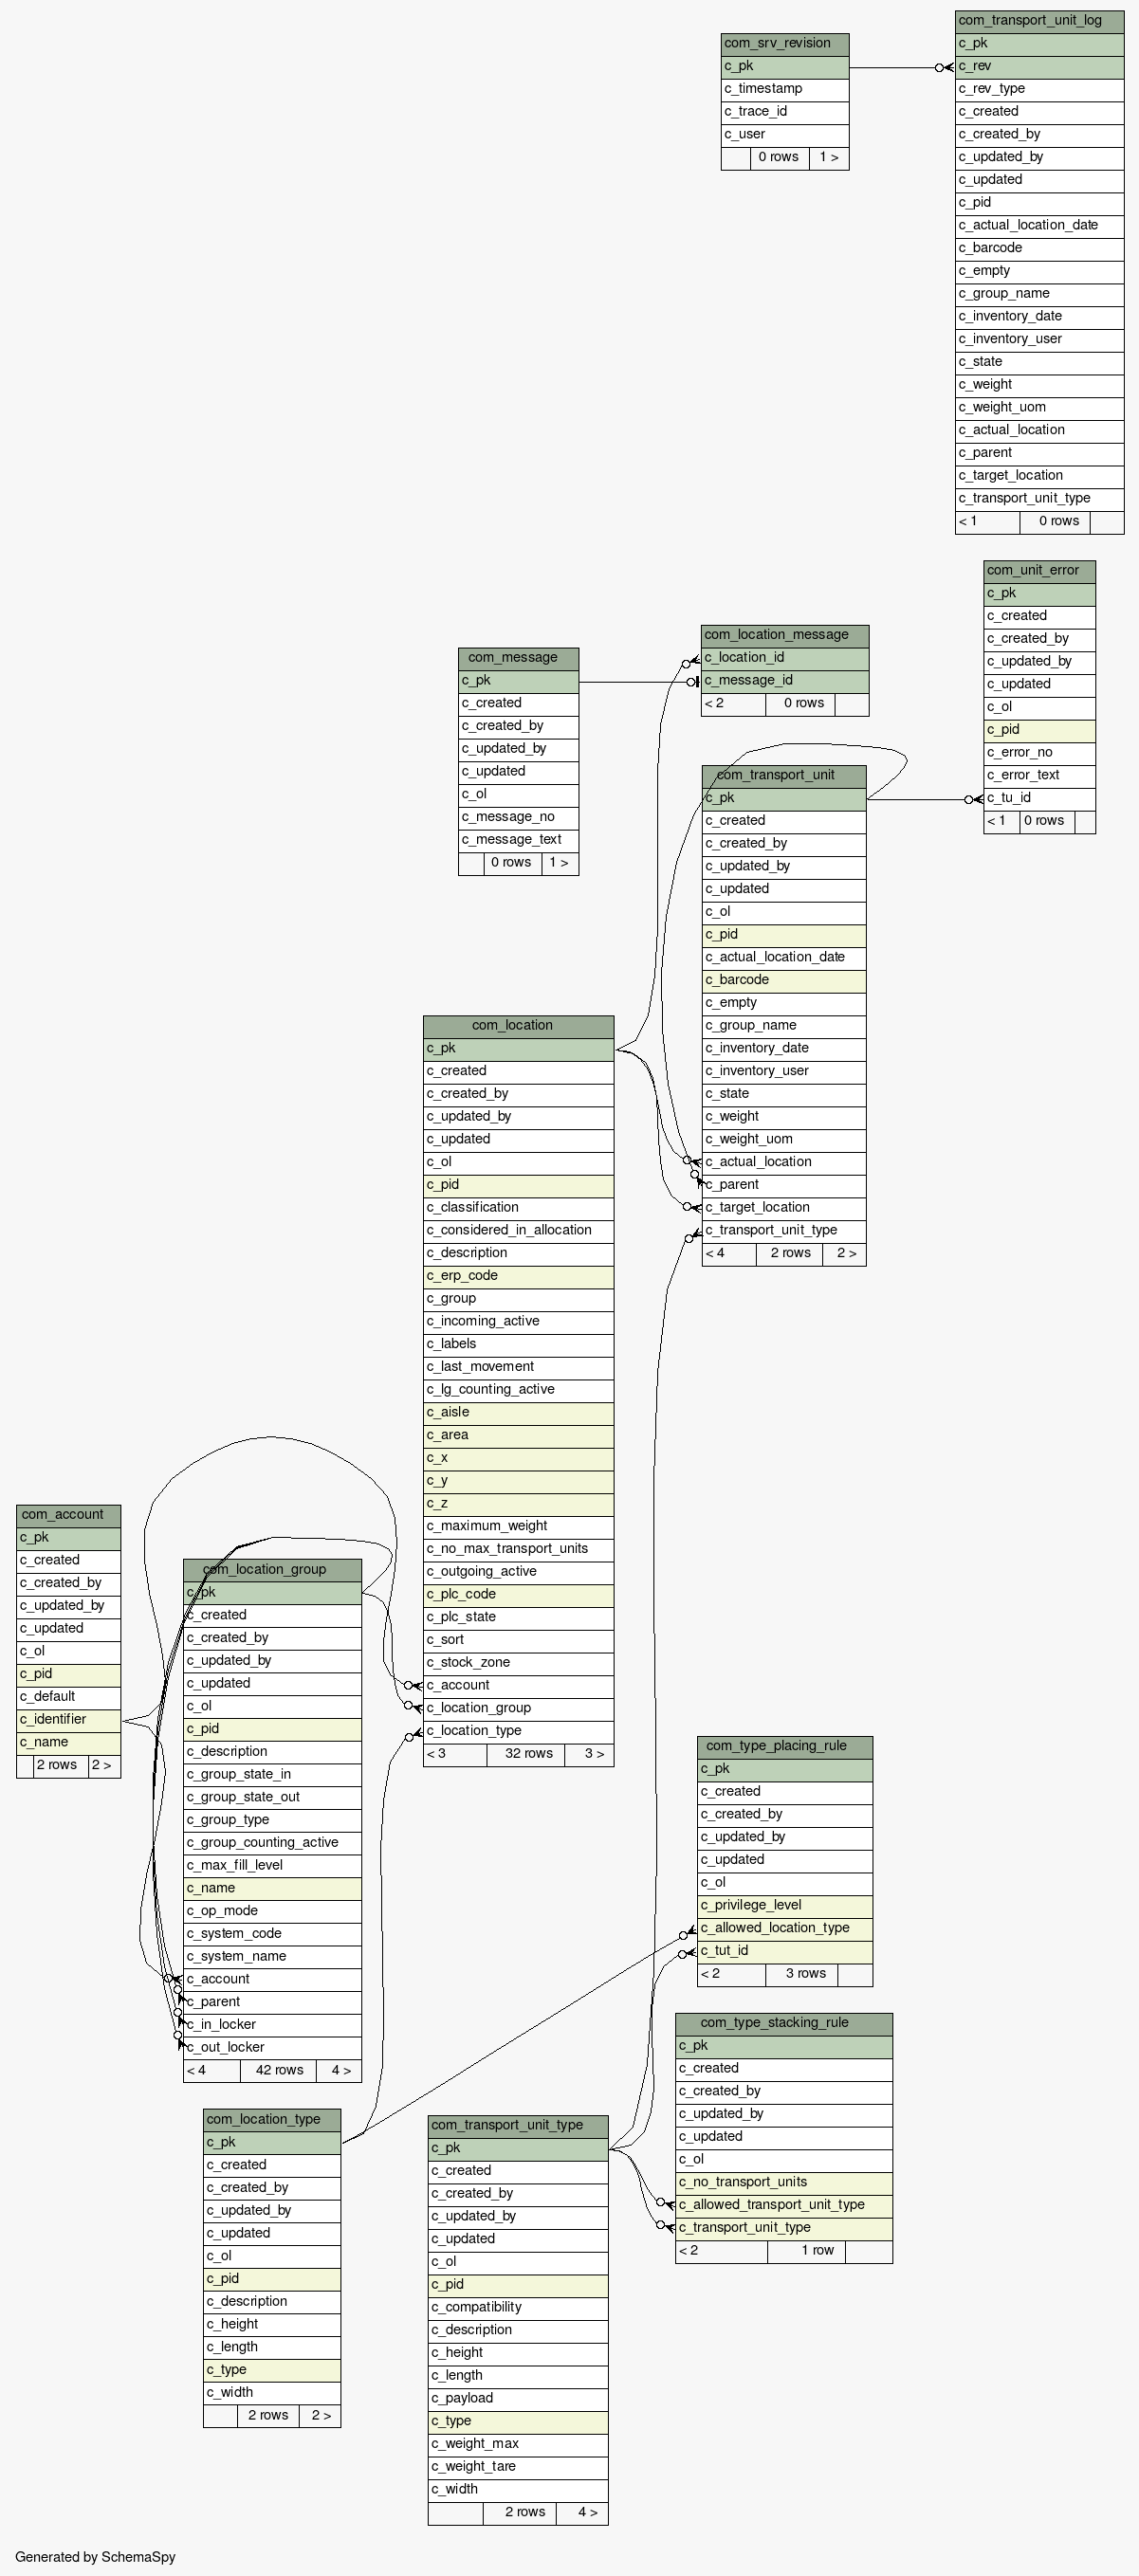 com_transport_unit_log
c_pk
c_rev
c_rev_type
c_created
c_created_by
c_updated_by
c_updated
c_pid
c_actual_location_date
c_barcode
c_empty
c_group_name
c_inventory_date
c_inventory_user
c_state
c_weight
c_weight_uom
c_actual_location
c_parent
c_target_location
c_transport_unit_type
< 1 0 rows
com_srv_revision
c_pk
c_timestamp
c_trace_id
c_user
0 rows 1 >
com_unit_error
c_pk
c_created
c_created_by
c_updated_by
c_updated
c_ol
c_pid
c_error_no
c_error_text
c_tu_id
< 1 0 rows
com_location_message
c_location_id
c_message_id
< 2 0 rows
com_message
c_pk
c_created
c_created_by
c_updated_by
c_updated
c_ol
c_message_no
c_message_text
0 rows 1 >
com_transport_unit
c_pk
c_created
c_created_by
c_updated_by
c_updated
c_ol
c_pid
c_actual_location_date
c_barcode
c_empty
c_group_name
c_inventory_date
c_inventory_user
c_state
c_weight
c_weight_uom
c_actual_location
c_parent
c_target_location
c_transport_unit_type
< 4 2 rows 2 >
com_location
c_pk
c_created
c_created_by
c_updated_by
c_updated
c_ol
c_pid
c_classification
c_considered_in_allocation
c_description
c_erp_code
c_group
c_incoming_active
c_labels
c_last_movement
c_lg_counting_active
c_aisle
c_area
c_x
c_y
c_z
c_maximum_weight
c_no_max_transport_units
c_outgoing_active
c_plc_code
c_plc_state
c_sort
c_stock_zone
c_account
c_location_group
c_location_type
< 3 32 rows 3 >
com_account
c_pk
c_created
c_created_by
c_updated_by
c_updated
c_ol
c_pid
c_default
c_identifier
c_name
2 rows 2 >
com_location_group
c_pk
c_created
c_created_by
c_updated_by
c_updated
c_ol
c_pid
c_description
c_group_state_in
c_group_state_out
c_group_type
c_group_counting_active
c_max_fill_level
c_name
c_op_mode
c_system_code
c_system_name
c_account
c_parent
c_in_locker
c_out_locker
< 4 42 rows 4 >
com_type_placing_rule
c_pk
c_created
c_created_by
c_updated_by
c_updated
c_ol
c_privilege_level
c_allowed_location_type
c_tut_id
< 2 3 rows
com_type_stacking_rule
c_pk
c_created
c_created_by
c_updated_by
c_updated
c_ol
c_no_transport_units
c_allowed_transport_unit_type
c_transport_unit_type
< 2 1 row
com_location_type
c_pk
c_created
c_created_by
c_updated_by
c_updated
c_ol
c_pid
c_description
c_height
c_length
c_type
c_width
2 rows 2 >
com_transport_unit_type
c_pk
c_created
c_created_by
c_updated_by
c_updated
c_ol
c_pid
c_compatibility
c_description
c_height
c_length
c_payload
c_type
c_weight_max
c_weight_tare
c_width
2 rows 4 >
Generated by SchemaSpy